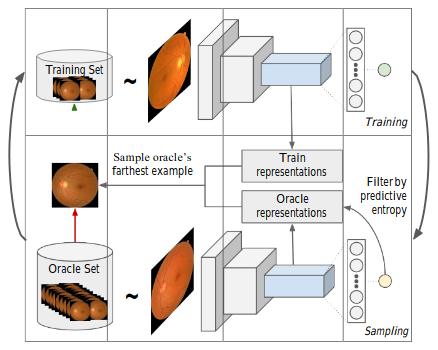 Training Set
~
Training
Sample oracle's
farthest example
Train
representations
Oracle
representations
Filter by
predictive
entropy
Oracle Set
~
Sampling